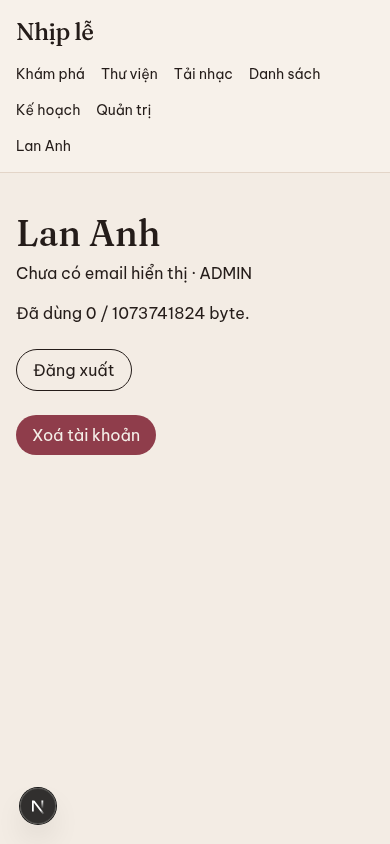 Nhịp lễ
Khám phá Thư viện Tải nhạc Danh sách
Kế hoạch Quản trị
Lan Anh
Lan Anh
Chưa có email hiển thị · ADMIN
Đã dùng 0 / 1073741824 byte.
Đăng xuất
Xoá tài khoản
N